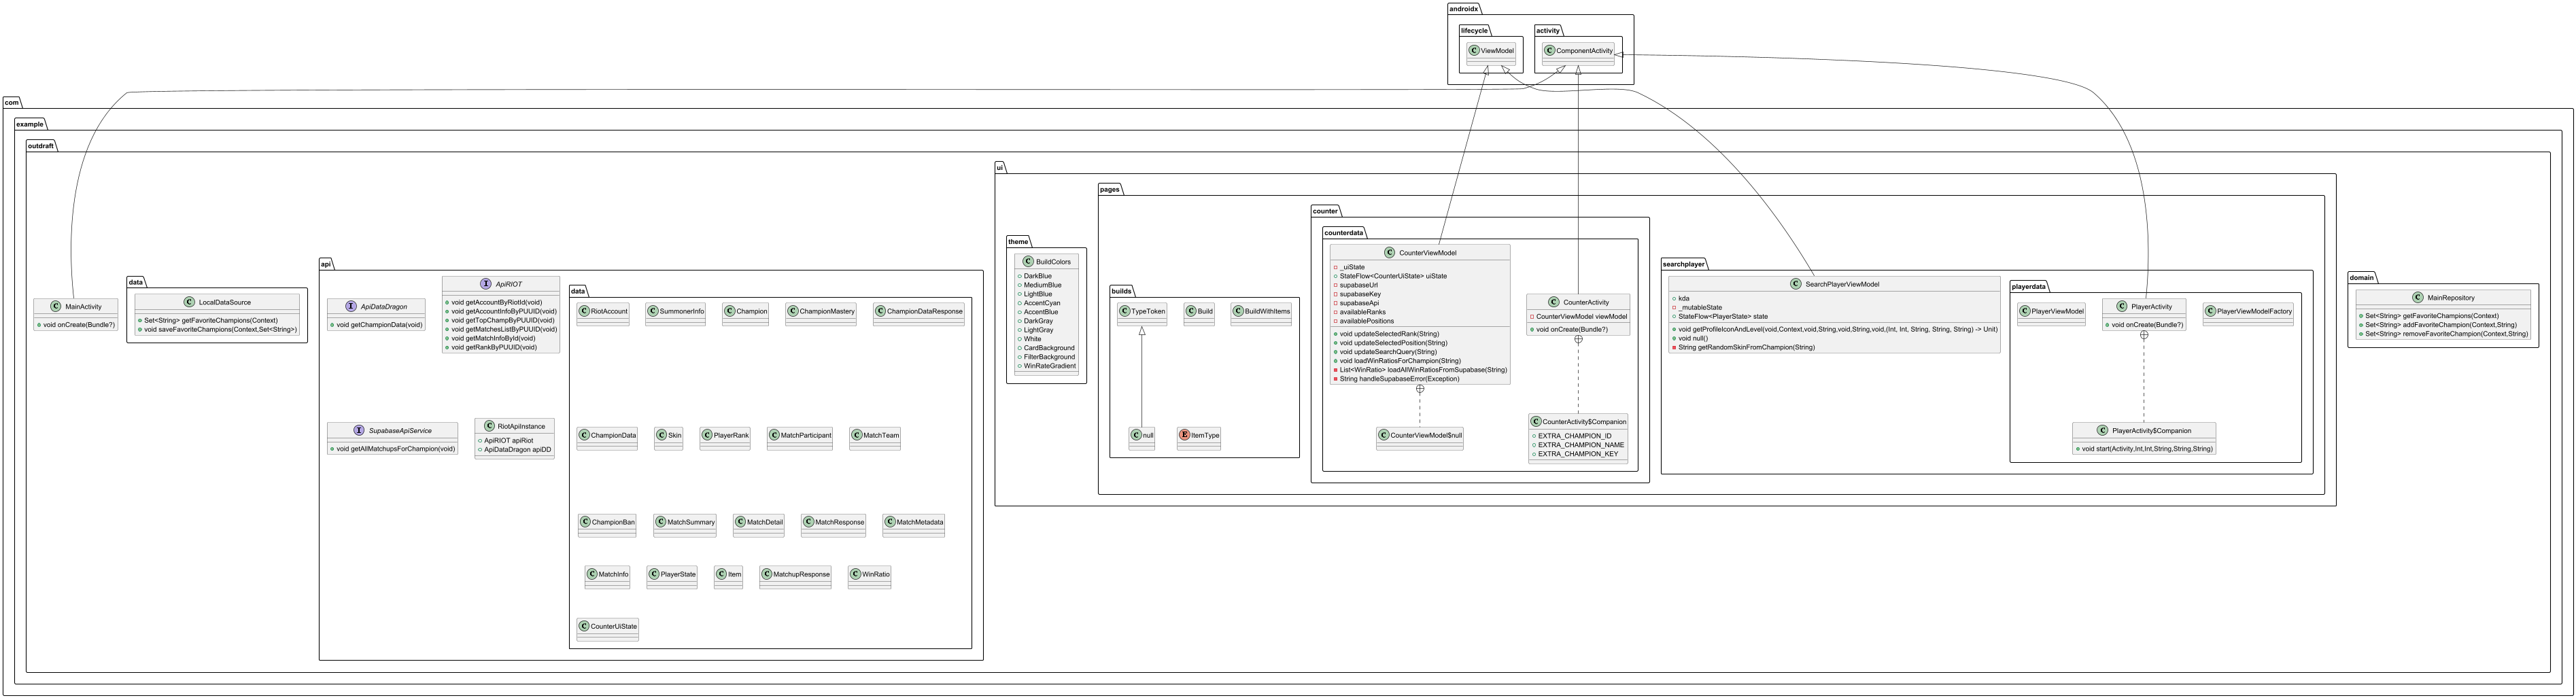 androidx
lifecycle
C ViewModel
activity
C ComponentActivity
com
example
outdraft
C MainActivity
void onCreate(Bundle?)
data
C LocalDataSource
Set<String> getFavoriteChampions(Context)
void saveFavoriteChampions(Context,Set<String>)
api
I ApiDataDragon
void getChampionData(void)
I ApiRIOT
void getAccountByRiotId(void)
void getAccountInfoByPUUID(void)
void getTopChampByPUUID(void)
void getMatchesListByPUUID(void)
void getMatchInfoById(void)
void getRankByPUUID(void)
I SupabaseApiService
void getAllMatchupsForChampion(void)
C RiotApiInstance
ApiRIOT apiRiot
ApiDataDragon apiDD
data
C RiotAccount
C SummonerInfo
C Champion
C ChampionMastery
C ChampionDataResponse
C ChampionData
C Skin
C PlayerRank
C MatchParticipant
C MatchTeam
C ChampionBan
C MatchSummary
C MatchDetail
C MatchResponse
C MatchMetadata
C MatchInfo
C PlayerState
C Item
C MatchupResponse
C WinRatio
C CounterUiState
ui
theme
C BuildColors
DarkBlue
MediumBlue
LightBlue
AccentCyan
AccentBlue
DarkGray
LightGray
White
CardBackground
FilterBackground
WinRateGradient
pages
builds
C TypeToken
C Build
C BuildWithItems
C null
E ItemType
counter
counterdata
C CounterViewModel
_uiState
StateFlow<CounterUiState> uiState
supabaseUrl
supabaseKey
supabaseApi
availableRanks
availablePositions
void updateSelectedRank(String)
void updateSelectedPosition(String)
void updateSearchQuery(String)
void loadWinRatiosForChampion(String)
List<WinRatio> loadAllWinRatiosFromSupabase(String)
String handleSupabaseError(Exception)
C CounterViewModel$null
C CounterActivity
CounterViewModel viewModel
void onCreate(Bundle?)
C CounterActivity$Companion
EXTRA_CHAMPION_ID
EXTRA_CHAMPION_NAME
EXTRA_CHAMPION_KEY
searchplayer
C SearchPlayerViewModel
kda
_mutableState
StateFlow<PlayerState> state
void getProfileIconAndLevel(void,Context,void,String,void,String,void,(Int, Int, String, String, String) -> Unit)
void null()
String getRandomSkinFromChampion(String)
playerdata
C PlayerViewModel
C PlayerActivity
void onCreate(Bundle?)
C PlayerViewModelFactory
C PlayerActivity$Companion
void start(Activity,Int,Int,String,String,String)
domain
C MainRepository
Set<String> getFavoriteChampions(Context)
Set<String> addFavoriteChampion(Context,String)
Set<String> removeFavoriteChampion(Context,String)